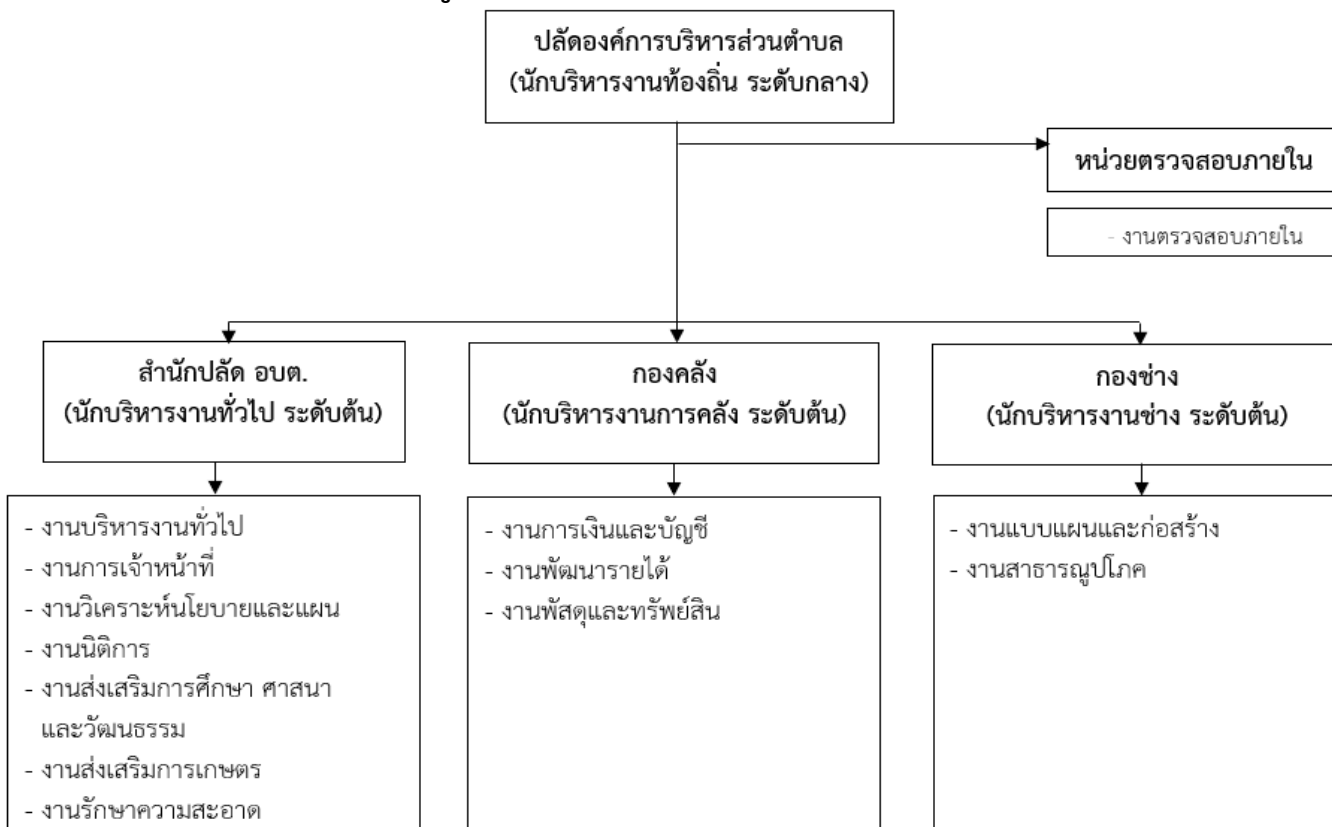 ปลัดองค์การบริหารส่วนตำบล
(นักบริหารงานท้องถิ่น ระดับกลาง)
หน่วยตรวจสอบภายใน
- งานตรวจสอบภายใน
สำนักปลัด อบต.
(นักบริหารงานทั่วไป ระดับต้น)
กองคลัง
(นักบริหารงานการคลัง ระดับต้น)
กองช่าง
(นักบริหารงานช่าง ระดับต้น)
- งานบริหารงานทั่วไป
- งานการเจ้าหน้าที่
- งานวิเคราะห์นโยบายและแผน
- งานนิติการ
- งานส่งเสริมการศึกษา ศาสนา
และวัฒนธรรม
- งานส่งเสริมการเกษตร
- งานรักษาความสะอาด
- งานการเงินและบัญชี
- งานพัฒนารายได้
- งานพัสดุและทรัพย์สิน
- งานแบบแผนและก่อสร้าง
- งานสาธารณูปโภค